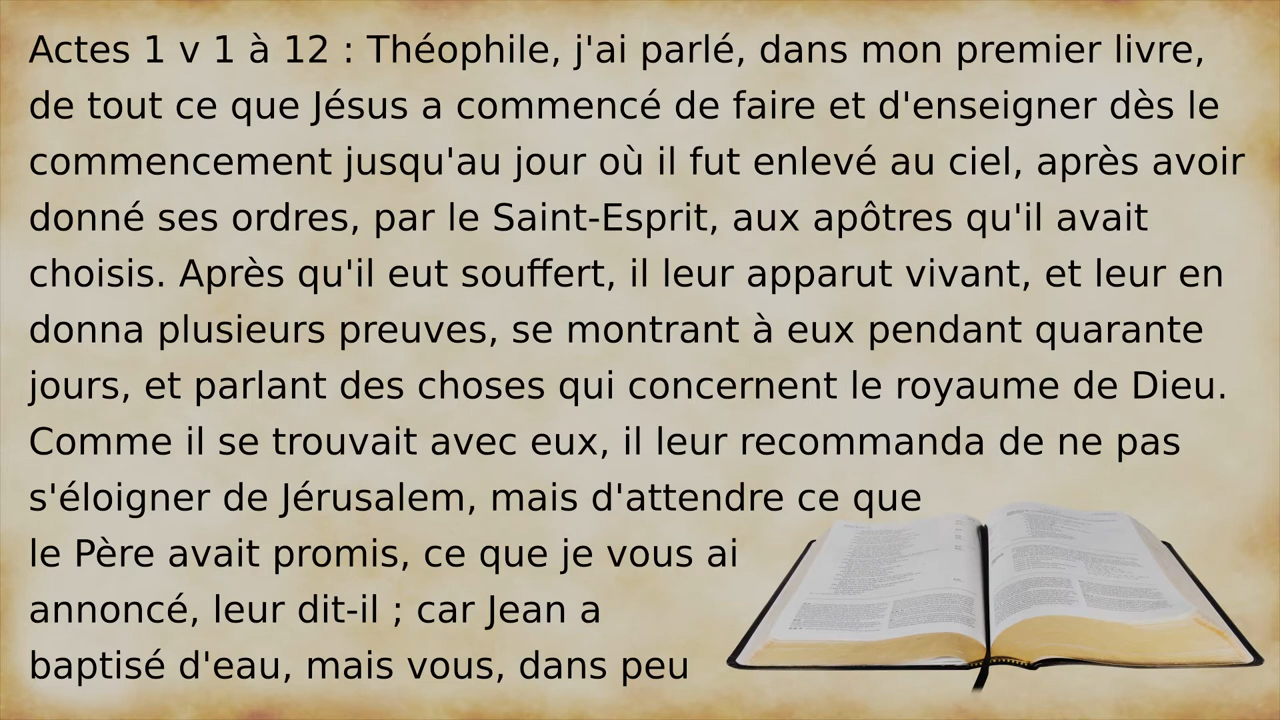 Actes 1 v 1 à 12 : Théophile, j'ai parlé, dans mon premier livre,
de tout ce que Jésus a commencé de faire et d'enseigner dès le
commencement jusqu'au jour où il fut enlevé au ciel, après avoir
donné ses ordres, par le Saint-Esprit, aux apôtres qu'il avait
choisis. Après qu'il eut souffert, il leur apparut vivant, et leur en
donna plusieurs preuves, se montrant à eux pendant quarante
jours, et parlant des choses qui concernent le royaume de Dieu.
Comme il se trouvait avec eux, il leur recommanda de ne pas
s'éloigner de Jérusalem, mais d'attendre ce que
le Père avait promis, ce que je vous ai
annoncé, leur dit-il ; car Jean a
baptisé d'eau, mais vous, dans peu